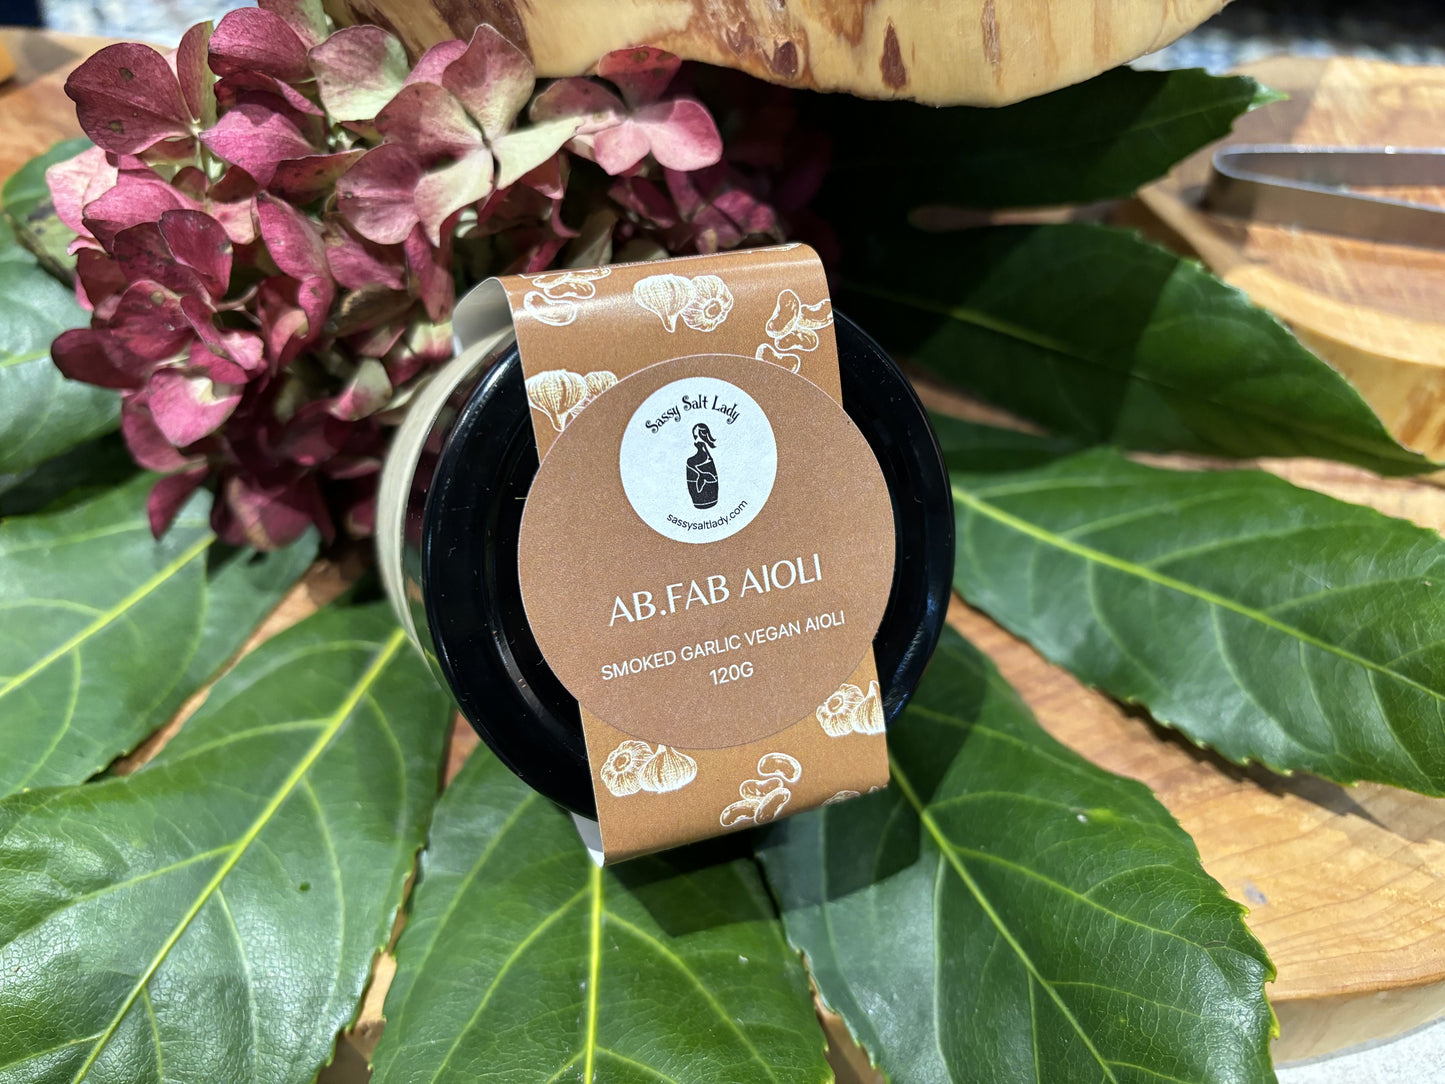 Sassy Salt Lady
sassysaltlady.com
AB.FAB AIOLI
SMOKED GARLIC VEGAN AIOLI
120G